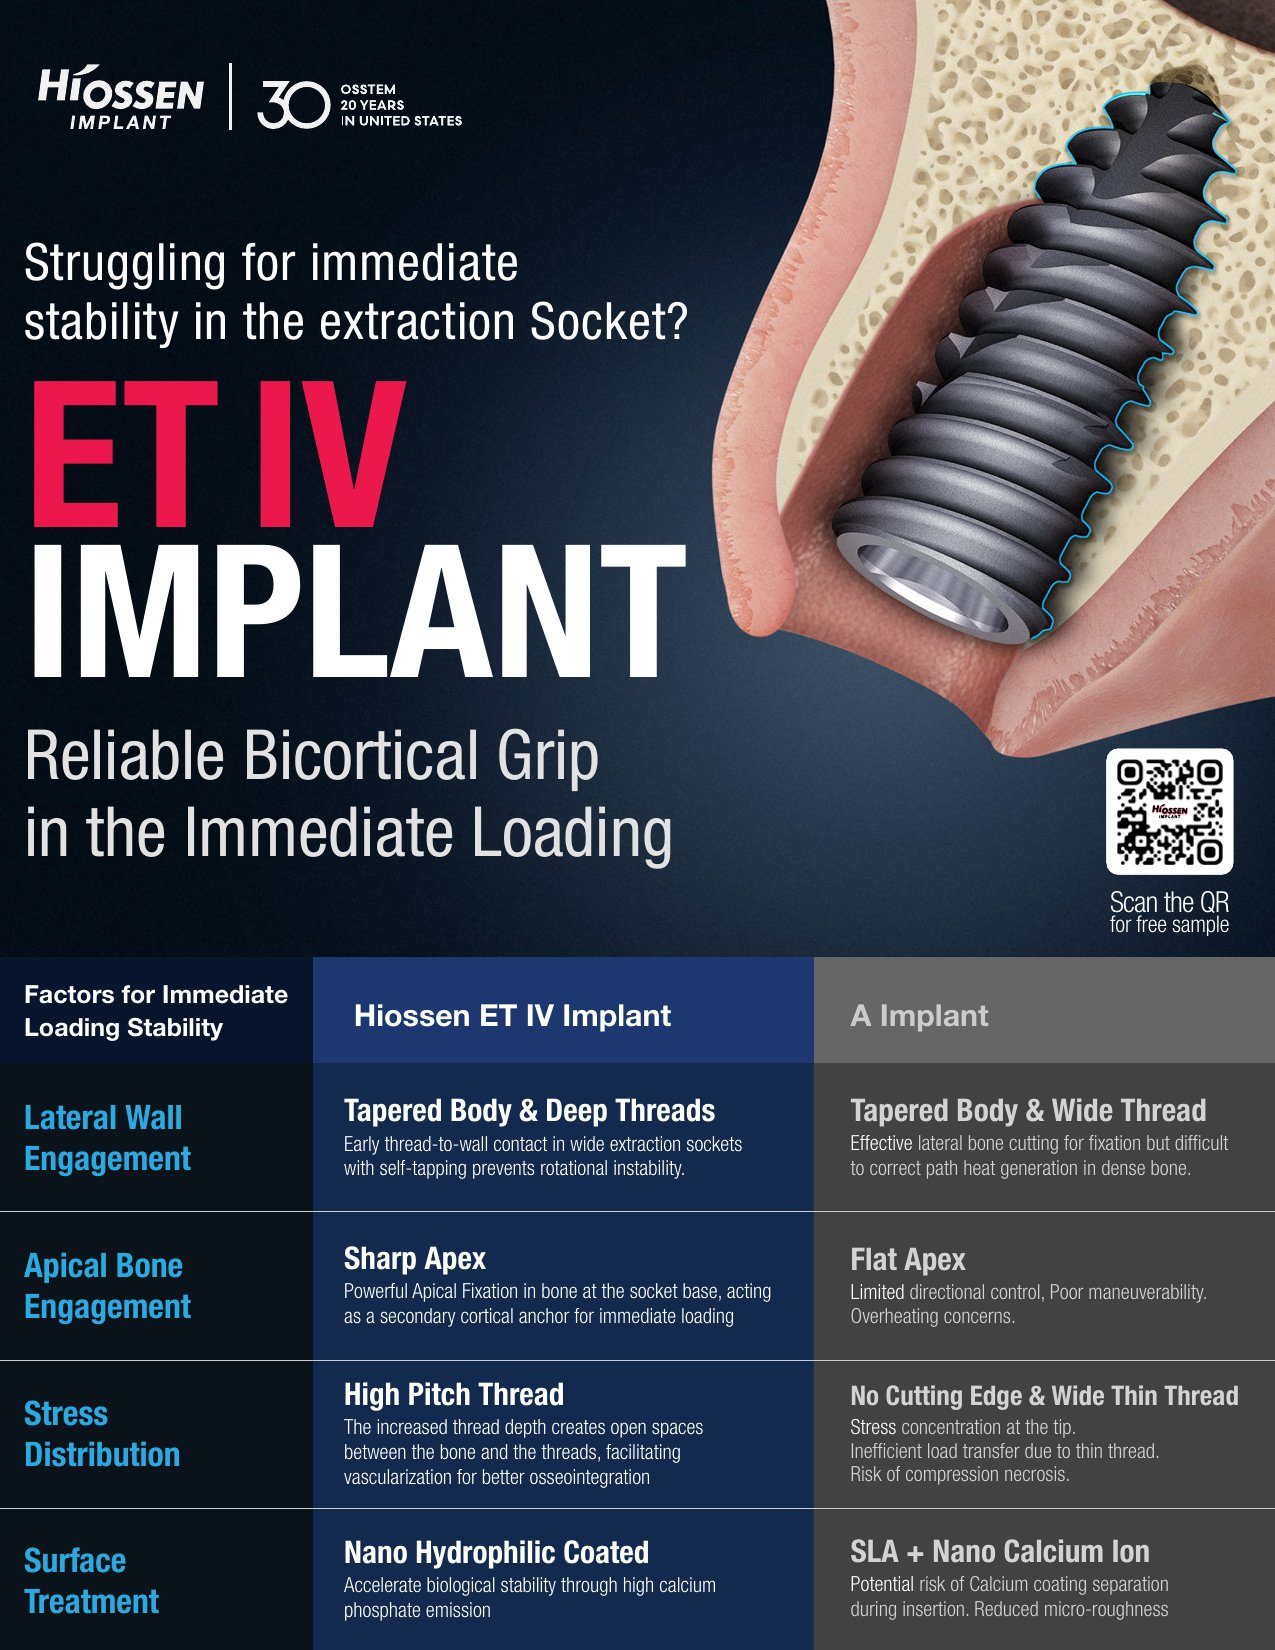 HIOSSEN
IMPLANT
30
OSSTEM
20 YEARS
IN UNITED STATES
Struggling for immediate
stability in the extraction Socket?
ET IV
IMPLANT
Reliable Bicortical Grip
in the Immediate Loading
HIOSSEN
IMPLANT
Scan the QR
for free sample
Factors for Immediate
Loading Stability
Hiossen ET IV Implant
A Implant
Lateral Wall
Engagement
Tapered Body & Deep Threads
Early thread-to-wall contact in wide extraction sockets
with self-tapping prevents rotational instability.
Tapered Body & Wide Thread
Effective lateral bone cutting for fixation but difficult
to correct path heat generation in dense bone.
Apical Bone
Engagement
Sharp Apex
Powerful Apical Fixation in bone at the socket base, acting
as a secondary cortical anchor for immediate loading
Flat Apex
Limited directional control, Poor maneuverability.
Overheating concerns.
Stress
Distribution
High Pitch Thread
The increased thread depth creates open spaces
between the bone and the threads, facilitating
vascularization for better osseointegration
No Cutting Edge & Wide Thin Thread
Stress concentration at the tip.
Inefficient load transfer due to thin thread.
Risk of compression necrosis.
Surface
Treatment
Nano Hydrophilic Coated
Accelerate biological stability through high calcium
phosphate emission
SLA + Nano Calcium Ion
Potential risk of Calcium coating separation
during insertion. Reduced micro-roughness